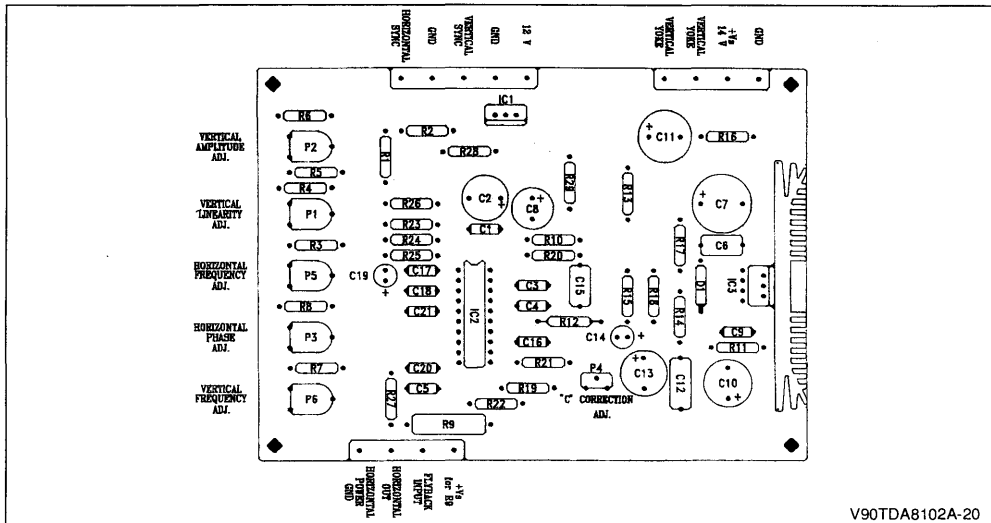 HORIZONTAL
SYNC
GND
VERTICAL
SYNC
GND
12 V
VERTICAL
YOKE
VERTICAL
YOKE
+Vs
14 V
GND
IC1
R6
VERTICAL
AMPLITUDE
ADJ.
P2
R5
R4
VERTICAL
LINEARITY
ADJ.
P1
R3
HORIZONTAL
FREQUENCY
ADJ.
P5
R8
HORIZONTAL
PHASE
ADJ.
P3
R7
VERTICAL
FREQUENCY
ADJ.
P6
R1
R2
R28
R26
R23
R24
R25
C19
+
C17
C18
C21
C20
C5
R27
R9
R22
R19
C2
+
C8
+
C1
R29
R10
R20
C15
C3
C4
IC2
R12
C16
R21
C14
+
P4
"C" CORRECTION
ADJ.
R13
R15
R18
C13
+
C12
C11
+
R16
C7
+
C6
R17
D1
IC3
R14
C9
R11
C10
+
HORIZONTAL
POWER
GND
HORIZONTAL
OUT
FLYBACK
INPUT
+Vs
for R9
V90TDA8102A-20